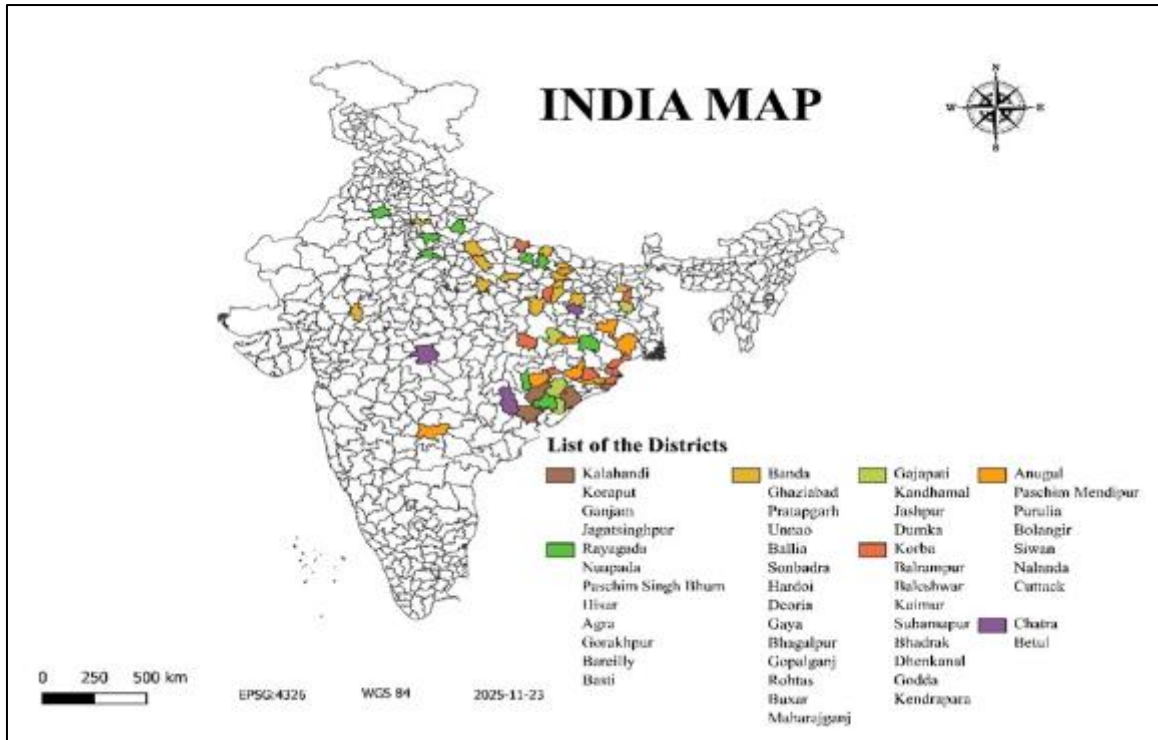 INDIA MAP
N
W E
S
List of the Districts
Kalahandi
Koraput
Ganjam
Jagatsinghpur
Rayagada
Nuapada
Paschim Singh Bhum
Hisar
Agra
Gorakhpur
Bareilly
Basti
Banda
Ghaziabad
Pratapgarh
Unnao
Ballia
Sonbadra
Hardoi
Deoria
Gaya
Bhagalpur
Gopalganj
Rohtas
Buxar
Maharajganj
Gajapati
Kandhamal
Jashpur
Dumka
Korba
Balrampur
Baleshwar
Kaimur
Subarnapur
Bhadrak
Dhenkanal
Godda
Kendrapara
Anugul
Paschim Mendipur
Purulia
Bolangir
Siwan
Nalanda
Cuttack
Chatra
Betul
0 250 500 km
EPSG:4326 WGS 84 2025-11-23